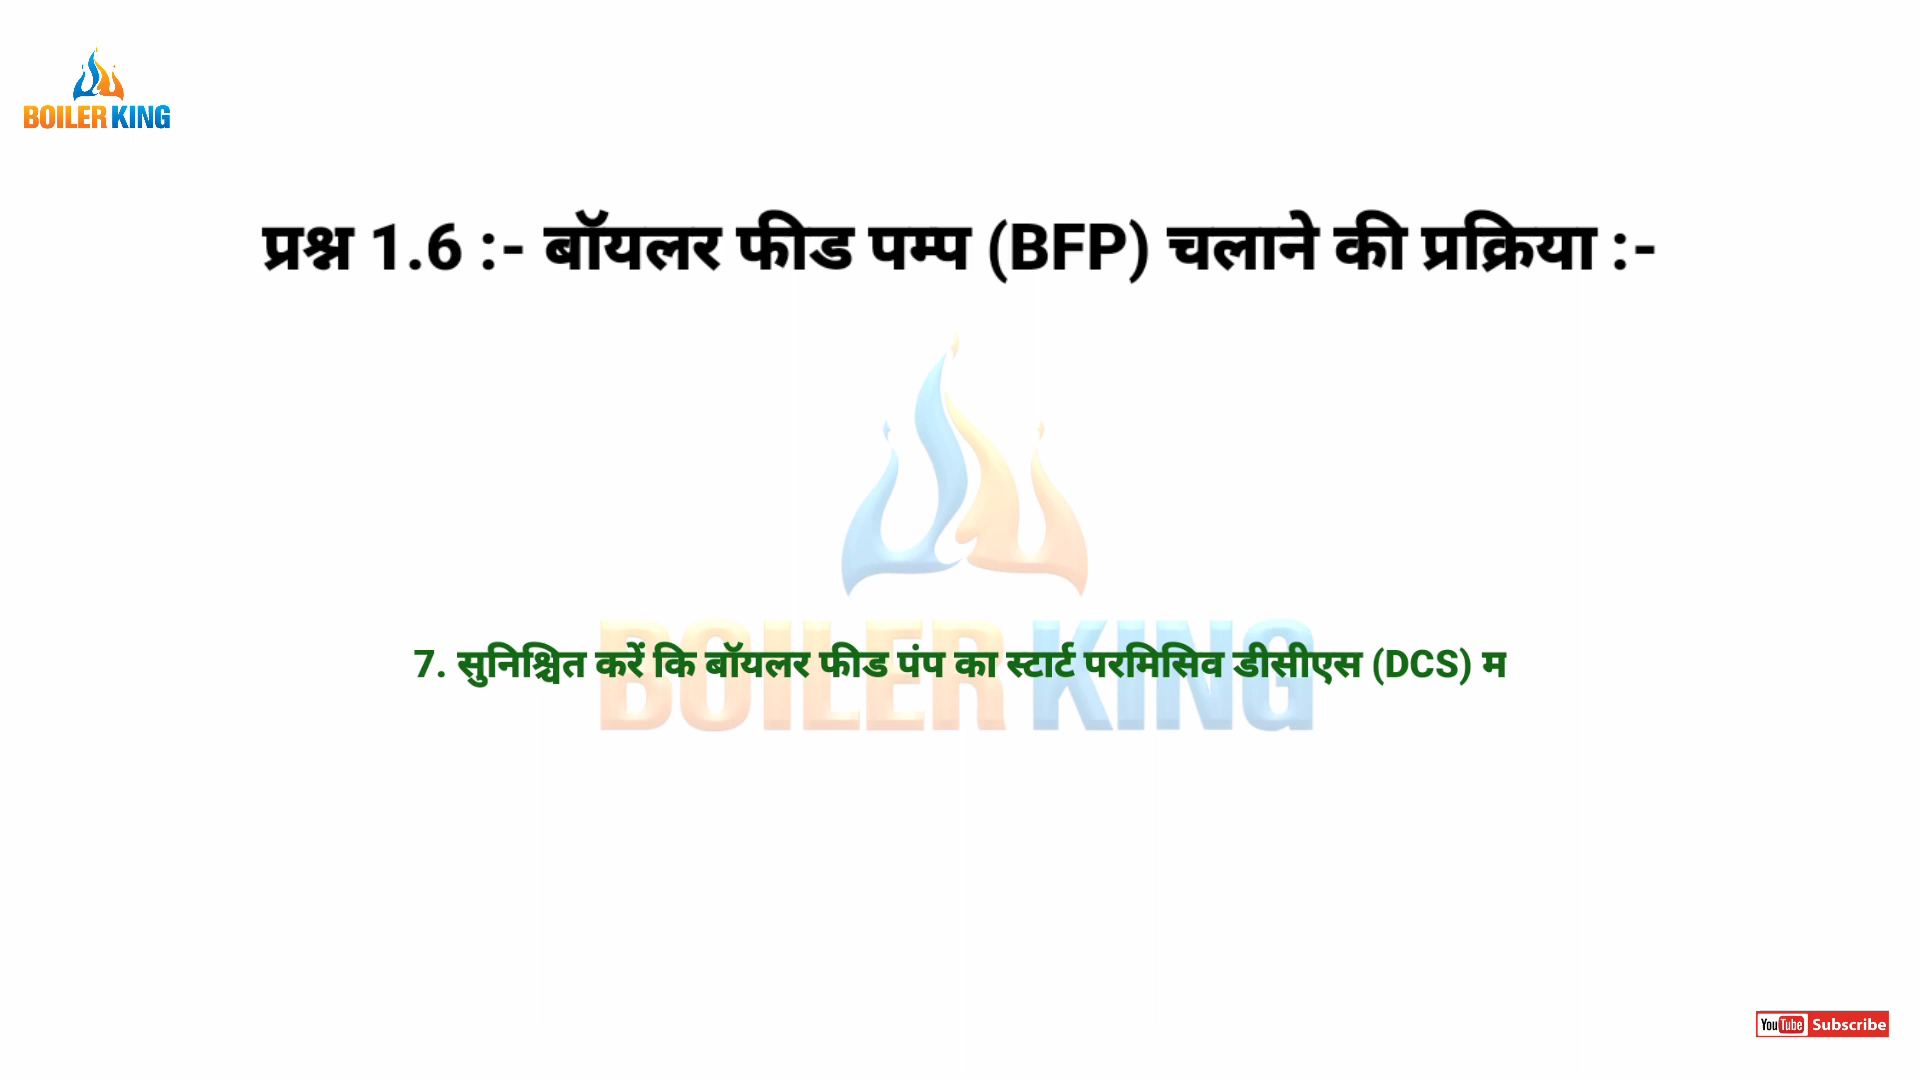 BOILER KING
प्रश्न 1.6 :- बॉयलर फीड पम्प (BFP) चलाने की प्रक्रिया :-
7. सुनिश्चित करें कि बॉयलर फीड पंप का स्टार्ट परमिसिव डीसीएस (DCS) म
BOILER KING
YouTube Subscribe